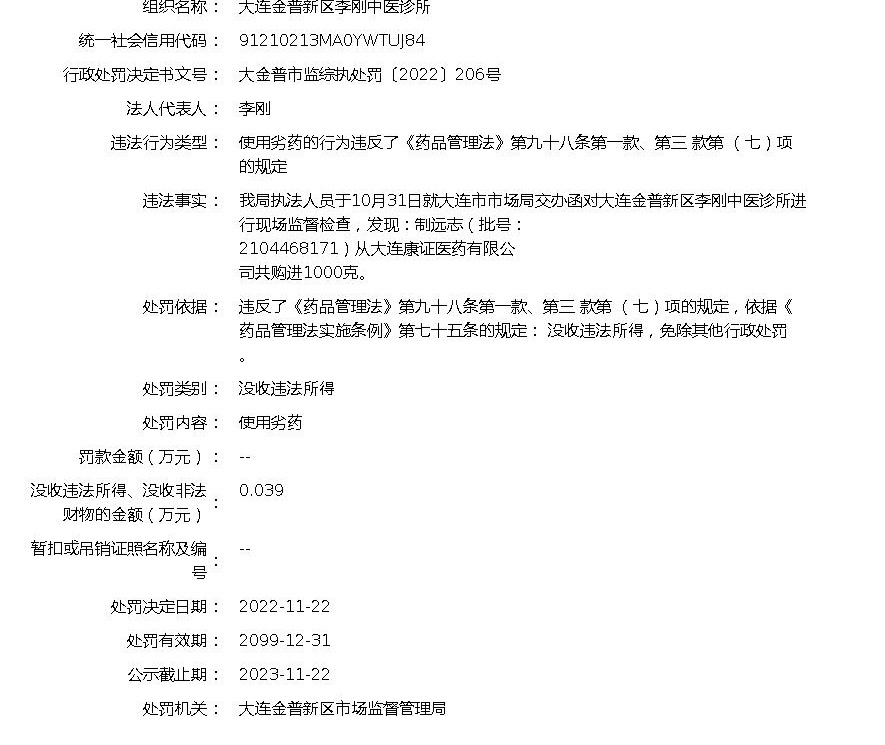 组织名称： 大连金普新区李刚中医诊所
统一社会信用代码： 91210213MA0YWTUJ84
行政处罚决定书文号： 大金普市监综执处罚〔2022〕206号
法人代表人： 李刚
违法行为类型： 使用劣药的行为违反了《药品管理法》第九十八条第一款、第三 款第 （七）项
的规定
违法事实： 我局执法人员于10月31日就大连市市场局交办函对大连金普新区李刚中医诊所进
行现场监督检查，发现：制远志（批号：
2104468171）从大连康证医药有限公
司共购进1000克。
处罚依据： 违反了《药品管理法》第九十八条第一款、第三 款第 （七）项的规定，依据《
药品管理法实施条例》第七十五条的规定： 没收违法所得，免除其他行政处罚
。
处罚类别： 没收违法所得
处罚内容： 使用劣药
罚款金额（万元）： --
没收违法所得、没收非法
财物的金额（万元）： 0.039
暂扣或吊销证照名称及编
号： --
处罚决定日期： 2022-11-22
处罚有效期： 2099-12-31
公示截止期： 2023-11-22
处罚机关： 大连金普新区市场监督管理局